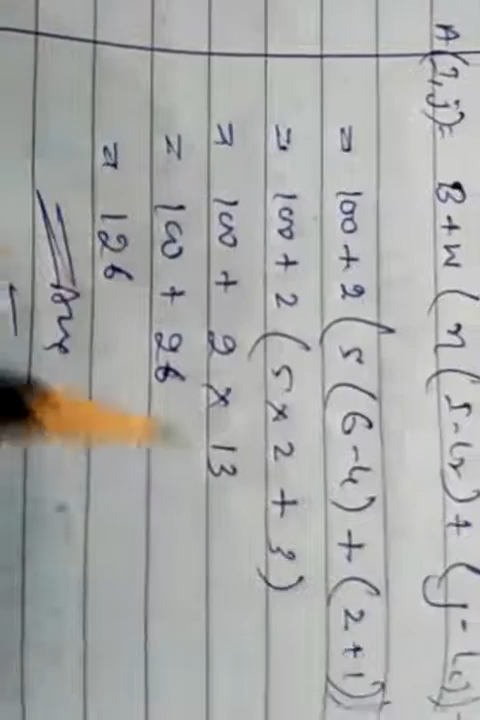 A(I,j) = B + W ( n ( I - Lr ) + ( j - Lc ))
= 100 + 2 ( 5 ( 6 - 4 ) + ( 2 + 1 ))
= 100 + 2 ( 5 x 2 + 3 )
= 100 + 2 x 13
= 100 + 26
= 126
Ans